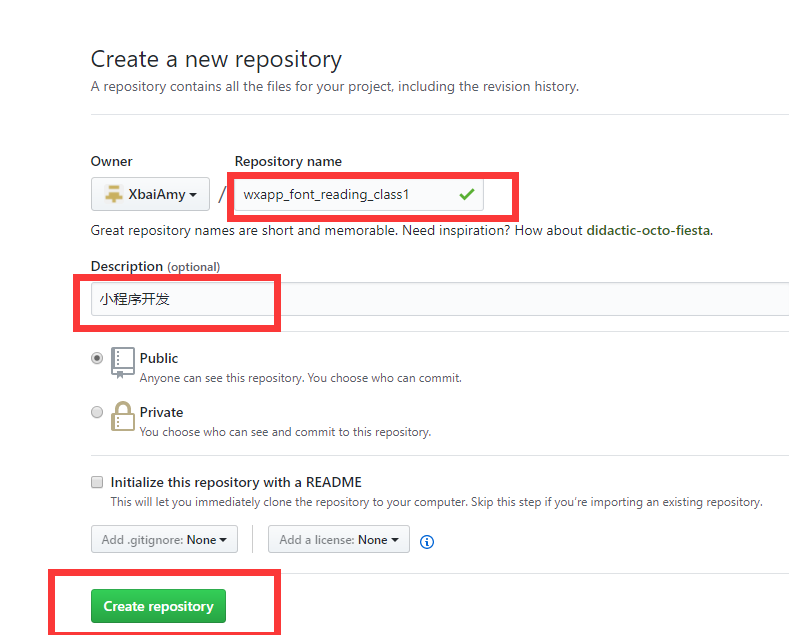 Create a new repository
A repository contains all the files for your project, including the revision history.
Owner
Repository name
XbaiAmy / wxapp_font_reading_class1
Great repository names are short and memorable. Need inspiration? How about didactic-octo-fiesta.
Description (optional)
小程序开发
Public
Anyone can see this repository. You choose who can commit.
Private
You choose who can see and commit to this repository.
Initialize this repository with a README
This will let you immediately clone the repository to your computer. Skip this step if you’re importing an existing repository.
Add .gitignore: None
Add a license: None
Create repository